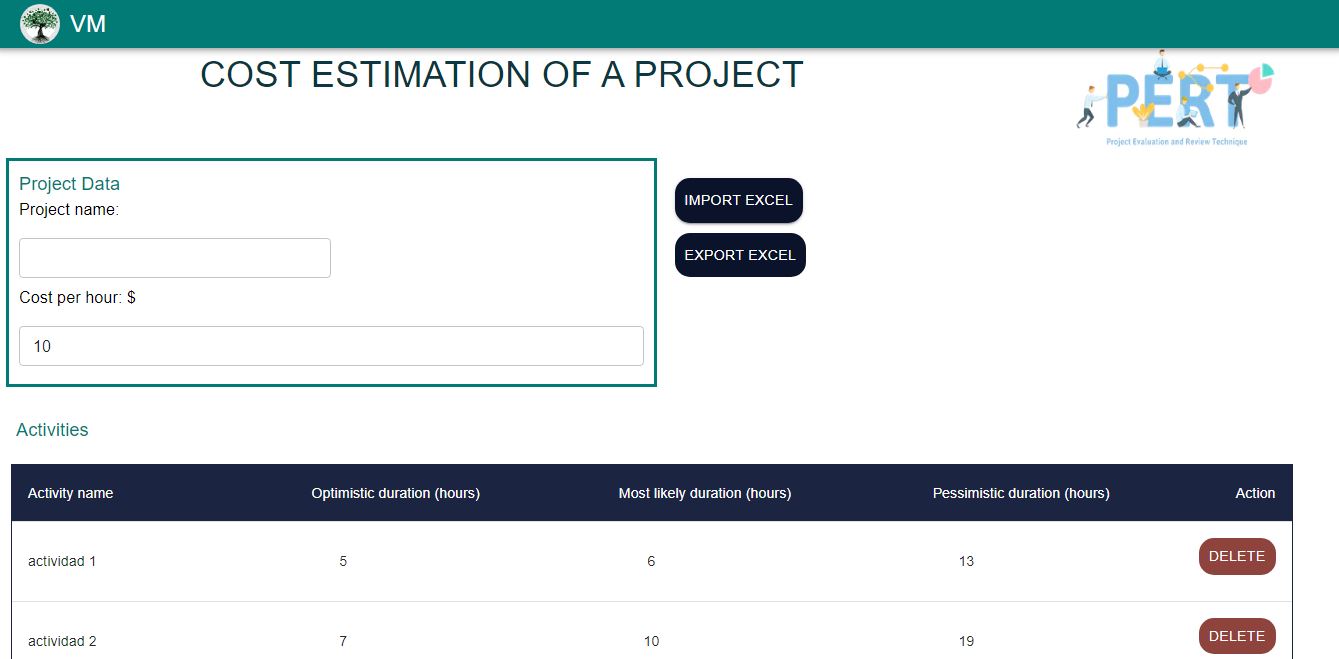 VM
COST ESTIMATION OF A PROJECT
PERT
Project Evaluation and Review Technique
Project Data
Project name:
IMPORT EXCEL
EXPORT EXCEL
Cost per hour: $
10
Activities
Activity name Optimistic duration (hours) Most likely duration (hours) Pessimistic duration (hours) Action
actividad 1 5 6 13 DELETE
actividad 2 7 10 19 DELETE